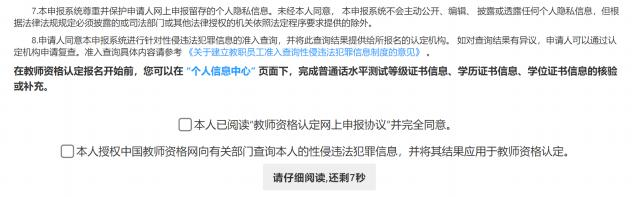 7.本申报系统尊重并保护申请人网上申报留存的个人隐私信息。未经本人同意， 本申报系统不会主动公开、编辑、 披露或透露任何个人隐私信息，但根
据法律法规规定必须披露的或司法部门或其他法律授权的机关依照法定程序要求提供的除外。
8.申请人同意本申报系统进行针对性侵违法犯罪信息的准入查询，并将此查询结果提供给所报名的认定机构。 如对查询结果有异议，申请人可以通过认
定机构申请复查。准入查询具体内容请参考 《关于建立教职员工准入查询性侵违法犯罪信息制度的意见》 。
在教师资格认定报名开始前，您可以在 “个人信息中心” 页面下，完成普通话水平测试等级证书信息、学历证书信息、学位证书信息的核验
或补充。
本人已阅读“教师资格认定网上申报协议”并完全同意。
本人授权中国教师资格网向有关部门查询本人的性侵违法犯罪信息，并将其结果应用于教师资格认定。
请仔细阅读,还剩7秒